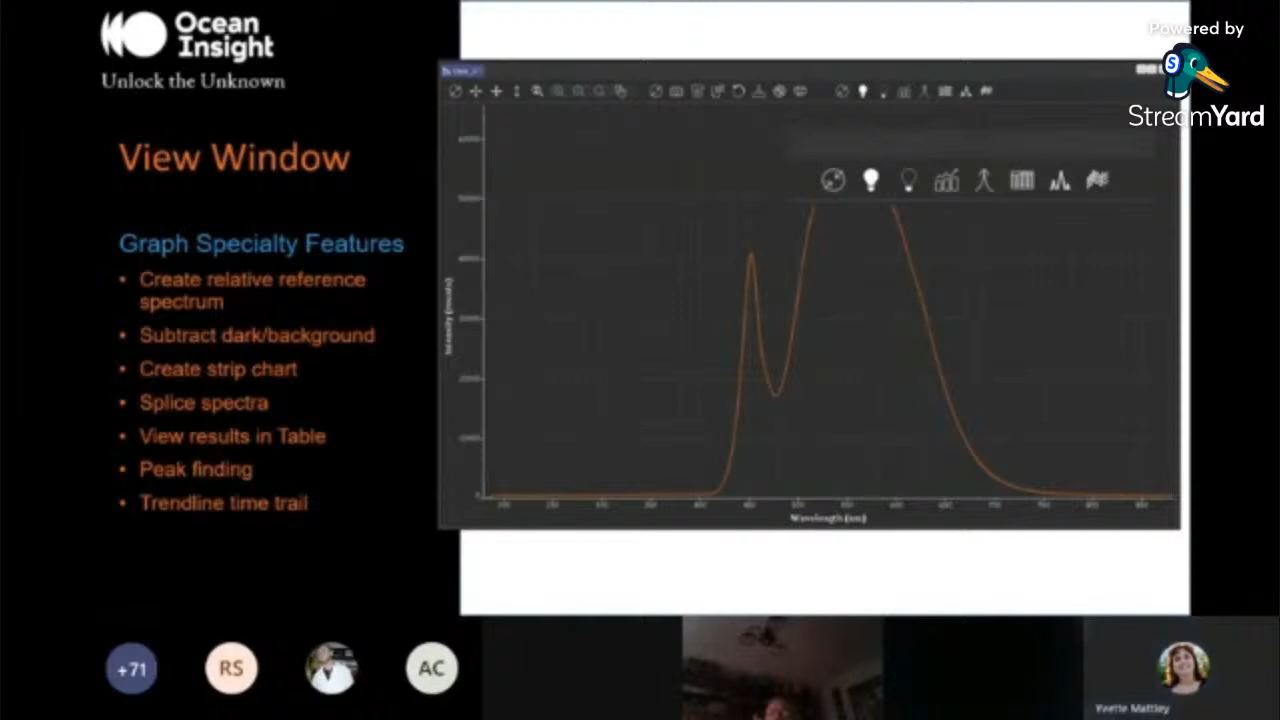 Ocean
Insight
Unlock the Unknown
View Window
Graph Specialty Features
• Create relative reference
spectrum
• Subtract dark/background
• Create strip chart
• Splice spectra
• View results in Table
• Peak finding
• Trendline time trail
Wavelength (nm)
Powered by
S
StreamYard
+71
RS
AC
Yvette Mattley